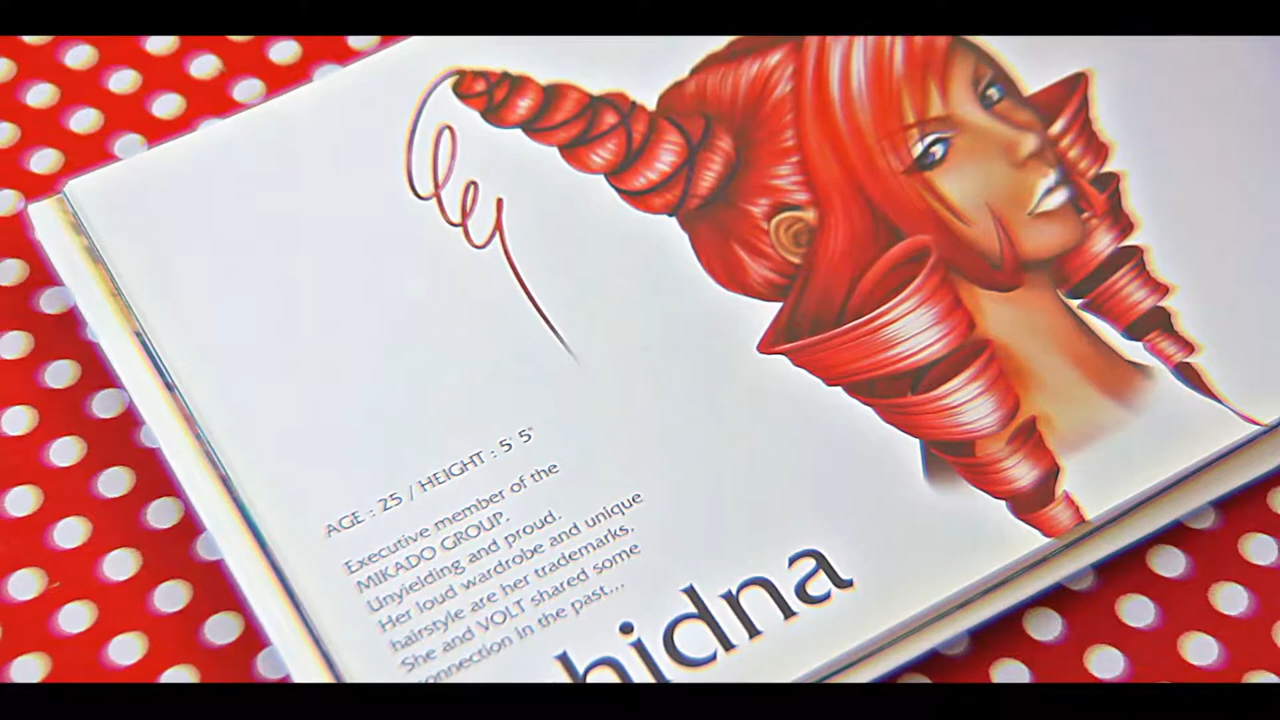 AGE : 25 / HEIGHT : 5' 5"
Executive member of the
MIKADO GROUP.
Unyielding and proud.
Her loud wardrobe and unique
hairstyle are her trademarks.
She and VOLT shared some
onnection in the past...
hidna